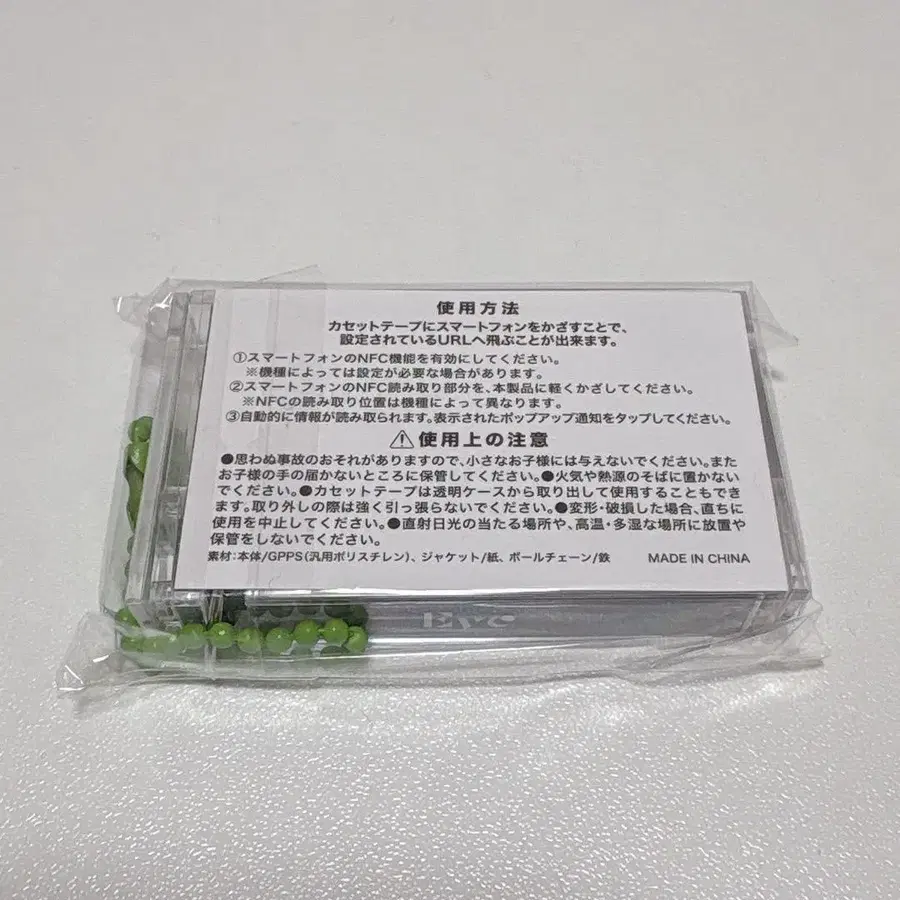 使用方法
カセットテープにスマートフォンをかざすことで、
設定されているURLへ飛ぶことが出来ます。
①スマートフォンのNFC機能を有効にしてください。
※機種によっては設定が必要な場合があります。
②スマートフォンのNFC読み取り部分を、本製品に軽くかざしてください。
※NFCの読み取り位置は機種によって異なります。
③自動的に情報が読み取られます。表示されたポップアップ通知をタップしてください。
⚠使用上の注意
●思わぬ事故のおそれがありますので、小さなお子様には与えないでください。また
お子様の手の届かないところに保管してください。●火気や熱源のそばに置かない
でください。●カセットテープは透明ケースから取り出して使用することもでき
ます。取り外しの際は強く引っ張らないでください。●変形・破損した場合、直ちに
使用を中止してください。●直射日光の当たる場所や、高温・多湿な場所に放置や
保管をしないでください。
素材:本体/GPPS(汎用ポリスチレン)、ジャケット/紙、ボールチェーン/鉄 MADE IN CHINA